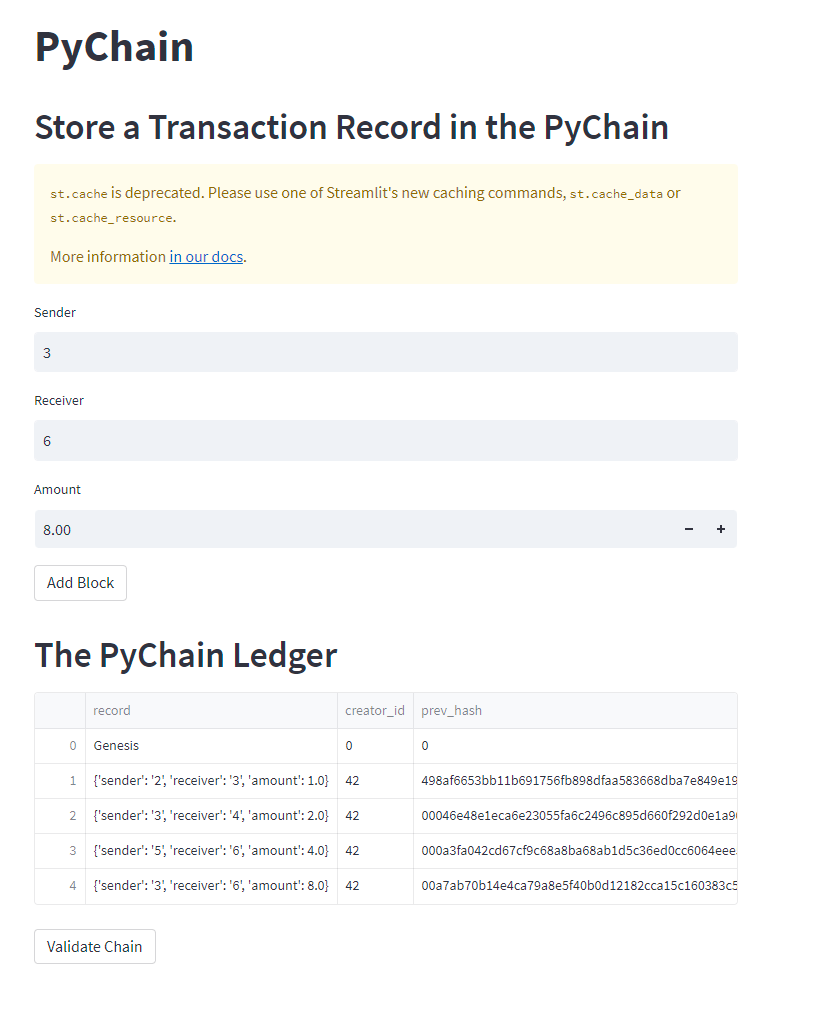 PyChain
Store a Transaction Record in the PyChain
st.cache is deprecated. Please use one of Streamlit's new caching commands, st.cache_data or
st.cache_resource.
More information in our docs.
Sender
3
Receiver
6
Amount
8.00 − +
Add Block
The PyChain Ledger
record creator_id prev_hash
0 Genesis 0 0
1 {'sender': '2', 'receiver': '3', 'amount': 1.0} 42 498af6653bb11b691756fb898dfaa583668dba7e849e19
2 {'sender': '3', 'receiver': '4', 'amount': 2.0} 42 00046e48e1eca6e23055fa6c2496c895d660f292d0e1a9
3 {'sender': '5', 'receiver': '6', 'amount': 4.0} 42 000a3fa042cd67cf9c68a8ba68ab1d5c36ed0cc6064eee
4 {'sender': '3', 'receiver': '6', 'amount': 8.0} 42 00a7ab70b14e4ca79a8e5f40b0d12182cca15c160383c5
Validate Chain